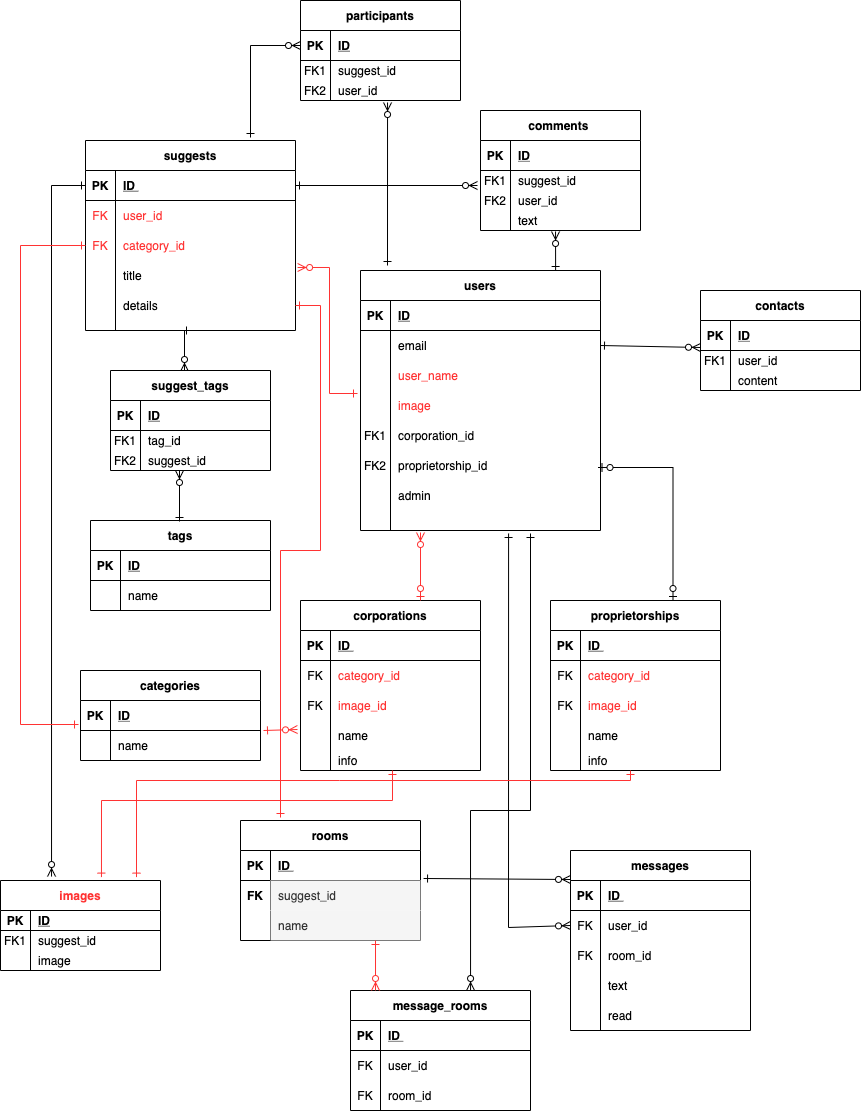 participants
PK ID
FK1 suggest_id
FK2 user_id
comments
PK ID
FK1 suggest_id
FK2 user_id
text
suggests
PK ID
FK user_id
FK category_id
title
details
users
PK ID
email
user_name
image
FK1 corporation_id
FK2 proprietorship_id
admin
contacts
PK ID
FK1 user_id
content
suggest_tags
PK ID
FK1 tag_id
FK2 suggest_id
tags
PK ID
name
corporations
PK ID
FK category_id
FK image_id
name
info
proprietorships
PK ID
FK category_id
FK image_id
name
info
categories
PK ID
name
rooms
PK ID
FK suggest_id
name
images
PK ID
FK1 suggest_id
image
messages
PK ID
FK user_id
FK room_id
text
read
message_rooms
PK ID
FK user_id
FK room_id